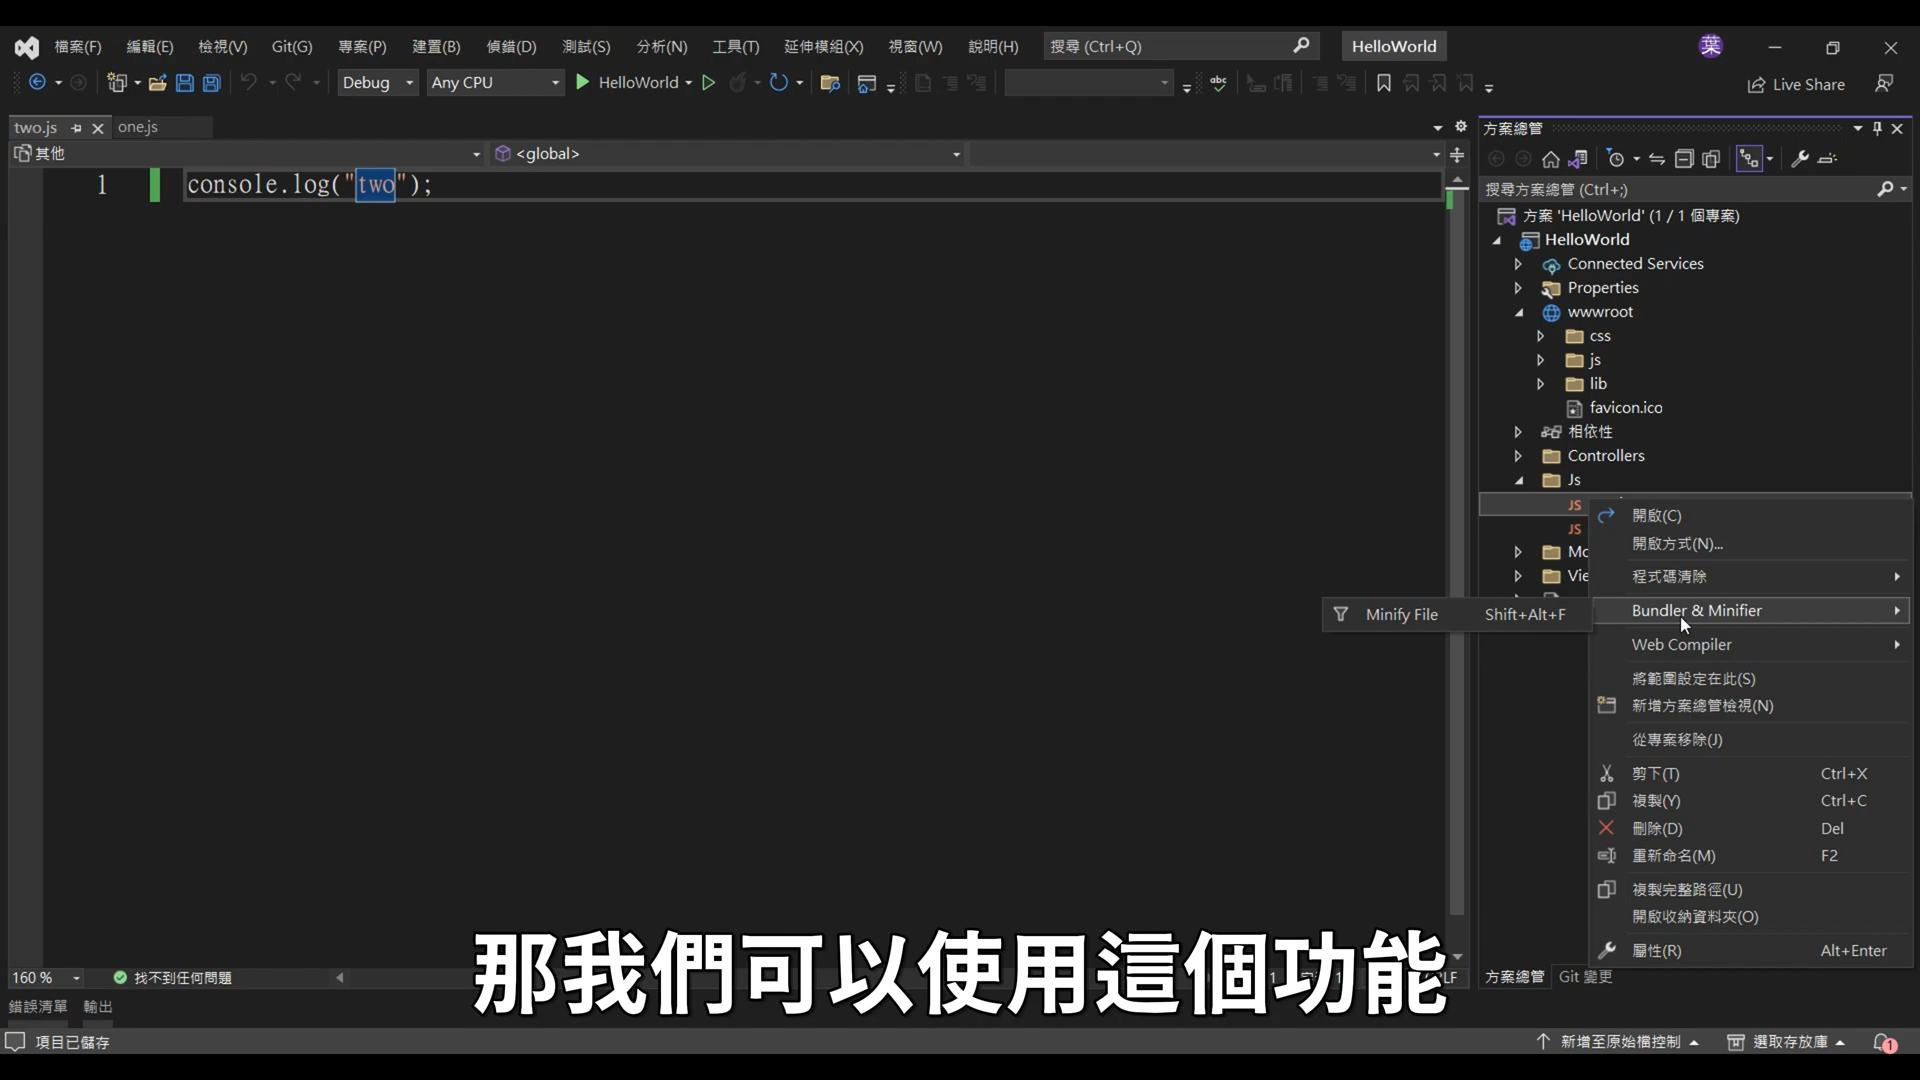 檔案(F) 編輯(E) 檢視(V) Git(G) 專案(P) 建置(B) 偵錯(D) 測試(S) 分析(N) 工具(T) 延伸模組(X) 視窗(W) 說明(H) 搜尋 (Ctrl+Q) HelloWorld 葉
Debug Any CPU HelloWorld abc Live Share
two.js one.js
方案總管
其他 <global>
1 console.log("two");
搜尋方案總管 (Ctrl+;)
方案 'HelloWorld' (1 / 1 個專案)
HelloWorld
Connected Services
Properties
wwwroot
css
js
lib
favicon.ico
相依性
Controllers
Js
JS
JS
開啟(C)
開啟方式(N)...
程式碼清除
Bundler & Minifier
Minify File Shift+Alt+F
Web Compiler
將範圍設定在此(S)
新增方案總管檢視(N)
從專案移除(J)
剪下(T) Ctrl+X
複製(Y) Ctrl+C
刪除(D) Del
重新命名(M) F2
複製完整路徑(U)
開啟收納資料夾(O)
屬性(R) Alt+Enter
那我們可以使用這個功能
160 % 找不到任何問題
方案總管 Git 變更
錯誤清單 輸出
項目已儲存 新增至原始檔控制 選取存放庫 1